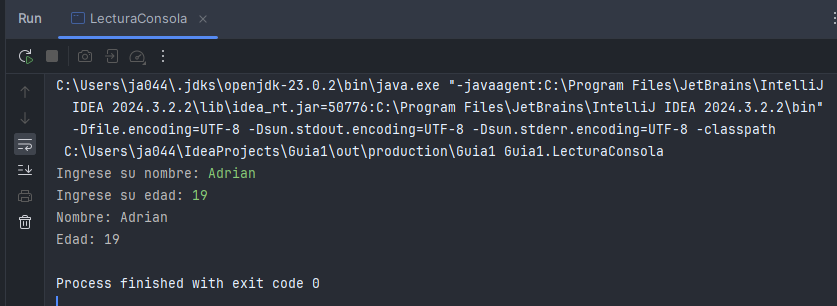 Run LecturaConsola
C:\Users\ja044\.jdks\openjdk-23.0.2\bin\java.exe "-javaagent:C:\Program Files\JetBrains\IntelliJ
IDEA 2024.3.2.2\lib\idea_rt.jar=50776:C:\Program Files\JetBrains\IntelliJ IDEA 2024.3.2.2\bin"
-Dfile.encoding=UTF-8 -Dsun.stdout.encoding=UTF-8 -Dsun.stderr.encoding=UTF-8 -classpath
C:\Users\ja044\IdeaProjects\Guia1\out\production\Guia1 Guia1.LecturaConsola
Ingrese su nombre: Adrian
Ingrese su edad: 19
Nombre: Adrian
Edad: 19
Process finished with exit code 0